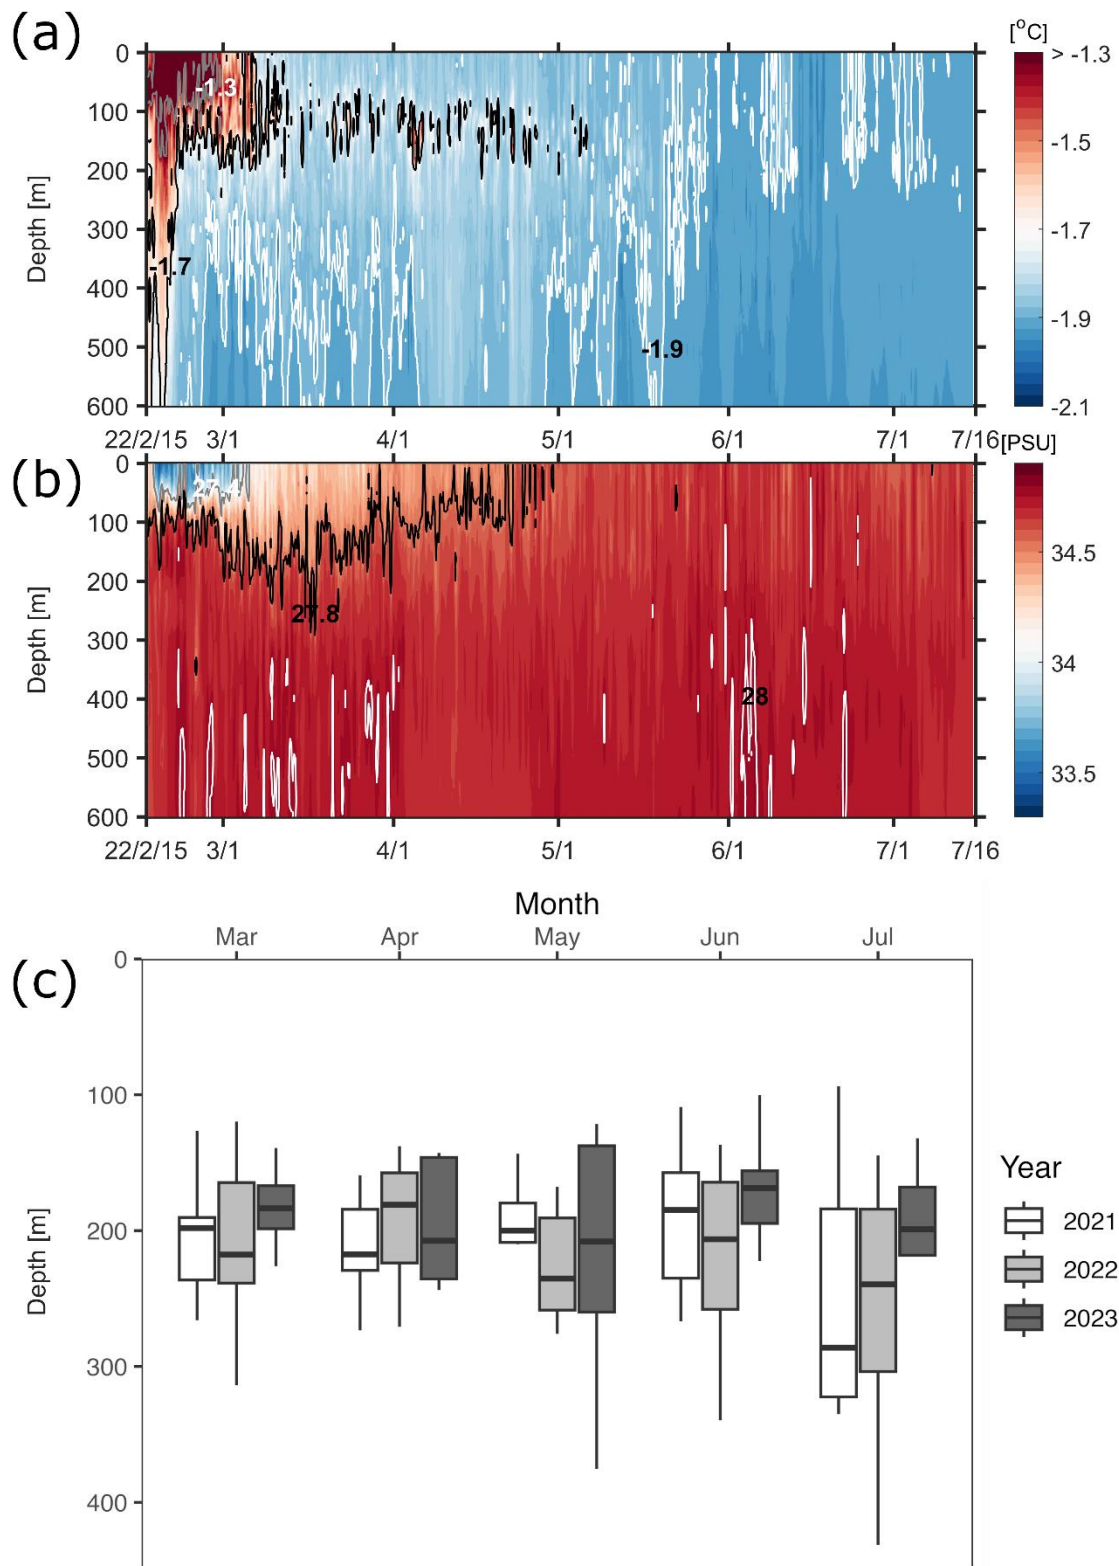 (a)
[°C]
0
100
200
300
400
500
600
Depth [m]
-1.3
-1.7
-1.9
> -1.3
-1.5
-1.7
-1.9
-2.1
22/2/15 3/1 4/1 5/1 6/1 7/1 7/16
(b)
[PSU]
0
100
200
300
400
500
600
Depth [m]
27.4
27.8
28
34.5
34
33.5
22/2/15 3/1 4/1 5/1 6/1 7/1 7/16
Month
Mar Apr May Jun Jul
(c)
0
100
200
300
400
Depth [m]
Year
2021
2022
2023